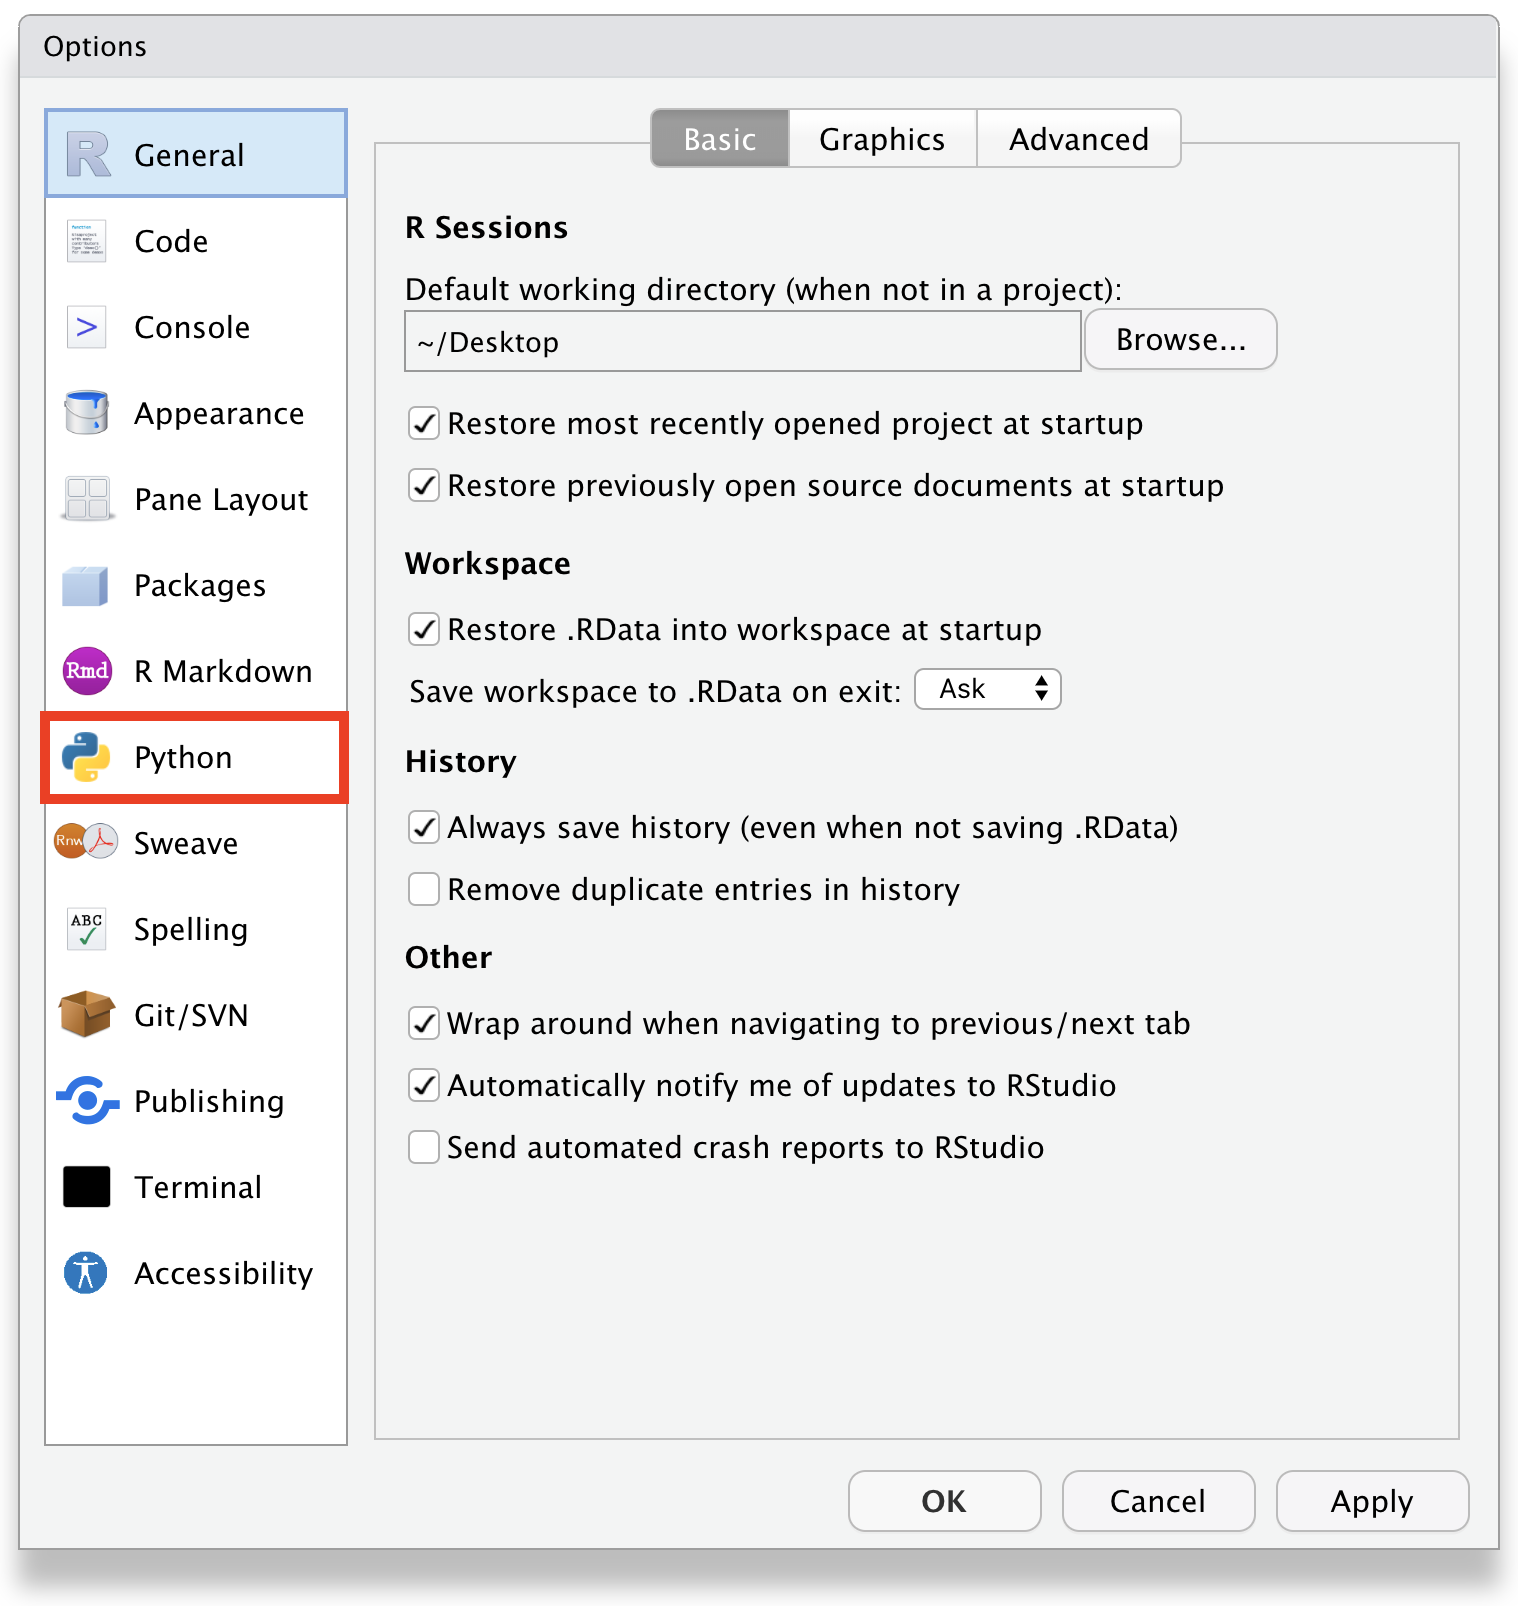 Options
General
Code
Console
Appearance
Pane Layout
Packages
Rmd
R Markdown
Python
Rnw
Sweave
ABC
Spelling
Git/SVN
Publishing
Terminal
Accessibility
Basic
Graphics
Advanced
R Sessions
Default working directory (when not in a project):
~/Desktop
Browse...
Restore most recently opened project at startup
Restore previously open source documents at startup
Workspace
Restore .RData into workspace at startup
Save workspace to .RData on exit:
Ask
History
Always save history (even when not saving .RData)
Remove duplicate entries in history
Other
Wrap around when navigating to previous/next tab
Automatically notify me of updates to RStudio
Send automated crash reports to RStudio
OK
Cancel
Apply